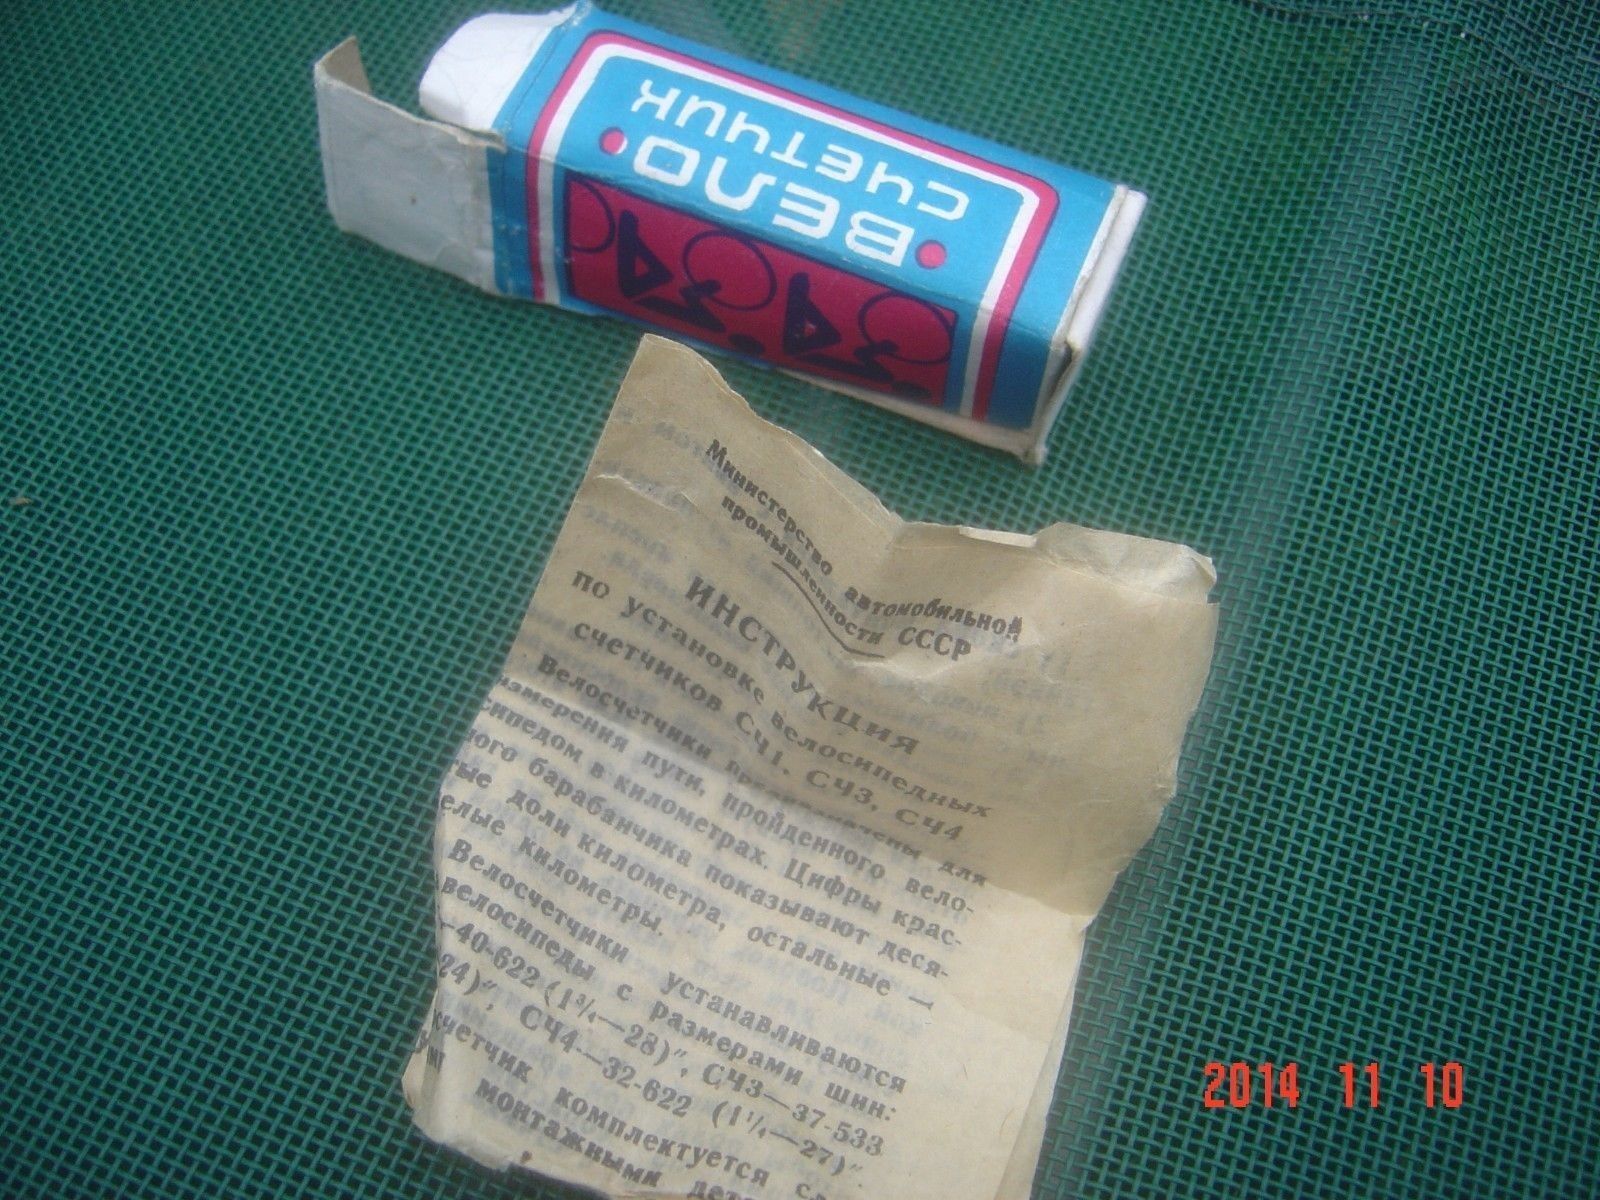 ВЕЛО
СЧЕТЧИК
ЗЧЗ
Министерство автомобильной
промышленности СССР
ИНСТРУКЦИЯ
по установке велосипедных
счетчиков СЧ1, СЧ3, СЧ4
Велосчетчики предназначены для
измерения пути, пройденного вело-
сипедом в километрах. Цифры крас-
ного барабанчика показывают деся-
тые доли километра, остальные —
целые километры.
Велосчетчики устанавливаются
велосипеды с размерами шин:
—40-622 (1³/₄—28)", СЧ3—37-533
24)", СЧ4—32-622 (1¹/₄—27)".
счетчик комплектуется
монтажными
2014 11 10